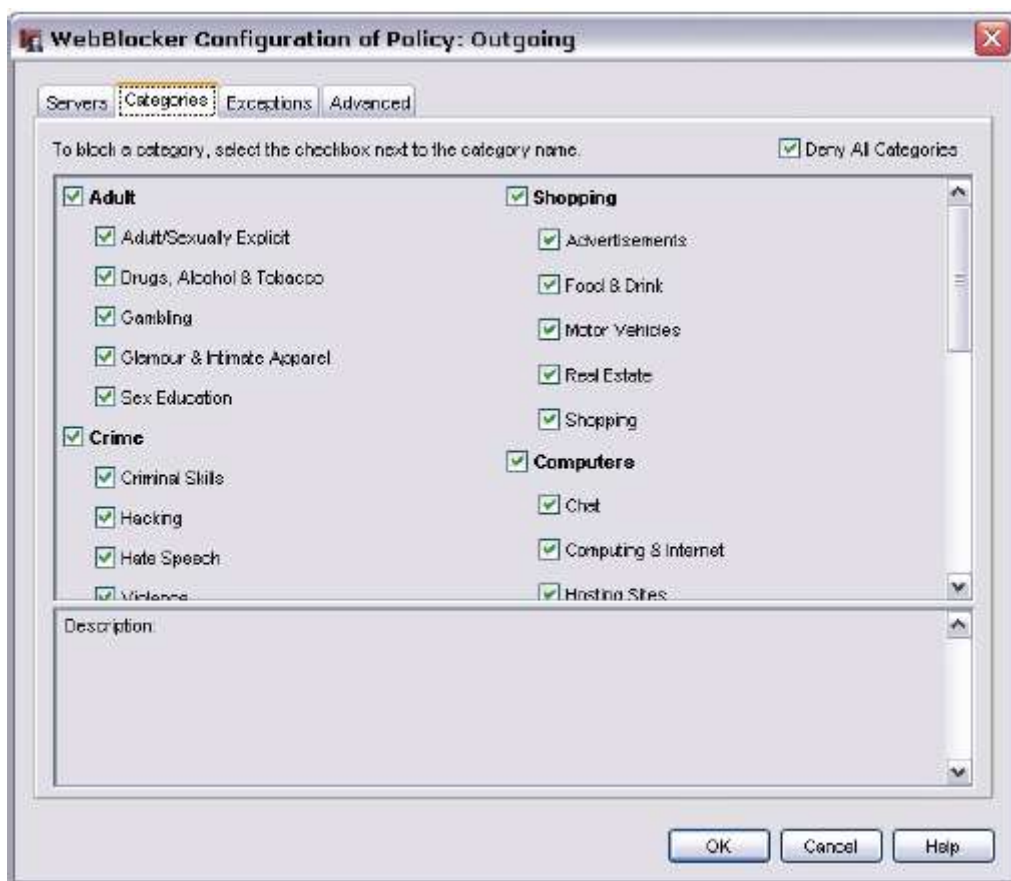 WebBlocker Configuration of Policy: Outgoing
Servers Categories Exceptions Advanced
To block a category, select the checkbox next to the category name.
Deny All Categories
Adult
Adult/Sexually Explicit
Drugs, Alcohol & Tobacco
Gambling
Glamour & Intimate Apparel
Sex Education
Crime
Criminal Skills
Hacking
Hate Speech
Violence
Shopping
Advertisements
Food & Drink
Motor Vehicles
Real Estate
Shopping
Computers
Chat
Computing & Internet
Hosting Sites
Description:
OK Cancel Help